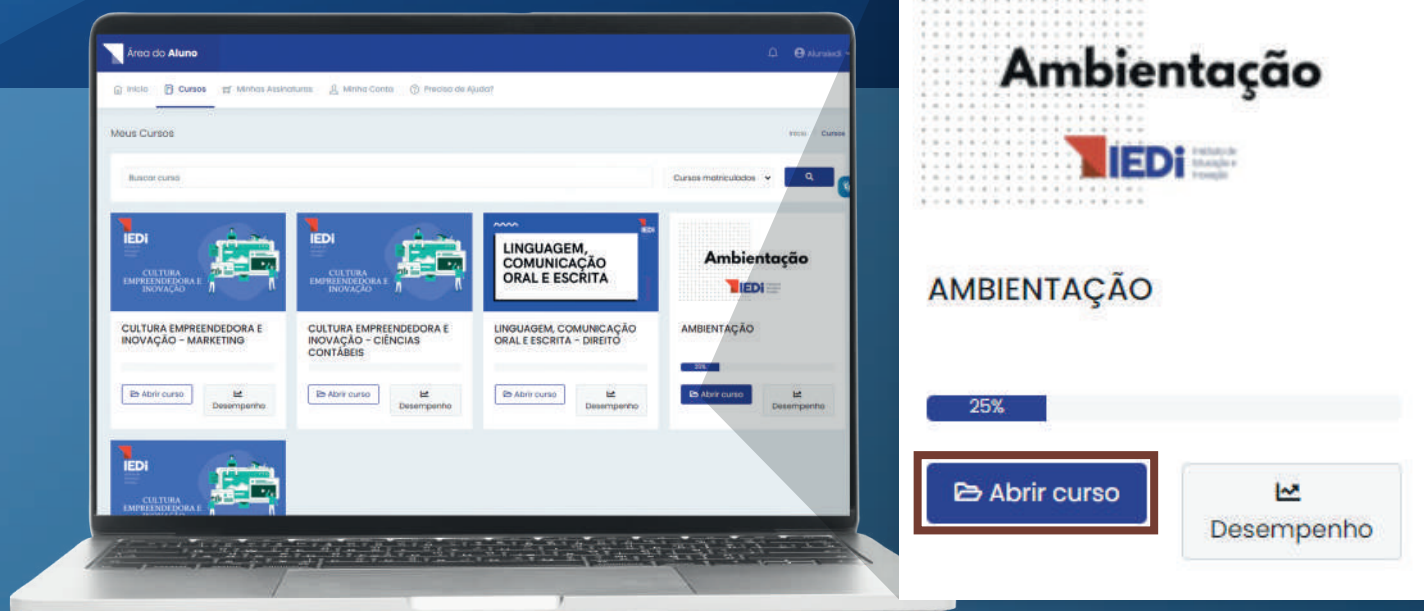 Área do Aluno
Início
Cursos
Minhas Assinaturas
Minha Conta
Precisa de Ajuda?
Meus Cursos
Início
Cursos
Buscar curso
Cursos matriculados
IEDi
CULTURA
EMPREENDEDORA E
INOVAÇÃO
IEDi
CULTURA
EMPREENDEDORA E
INOVAÇÃO
IEDi
LINGUAGEM,
COMUNICAÇÃO
ORAL E ESCRITA
Ambientação
IEDi
CULTURA EMPREENDEDORA E
INOVAÇÃO - MARKETING
CULTURA EMPREENDEDORA E
INOVAÇÃO - CIÊNCIAS
CONTÁBEIS
LINGUAGEM, COMUNICAÇÃO
ORAL E ESCRITA - DIREITO
AMBIENTAÇÃO
25%
Abrir curso
Desempenho
Abrir curso
Desempenho
Abrir curso
Desempenho
Abrir curso
Desempenho
IEDi
CULTURA
EMPREENDEDORA E
Ambientação
IEDi
Instituto de
Educação e
Inovação
AMBIENTAÇÃO
25%
Abrir curso
Desempenho